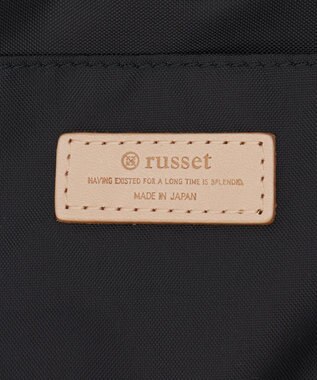 russet
HAVING EXISTED FOR A LONG TIME IS SPLENDID.
MADE IN JAPAN